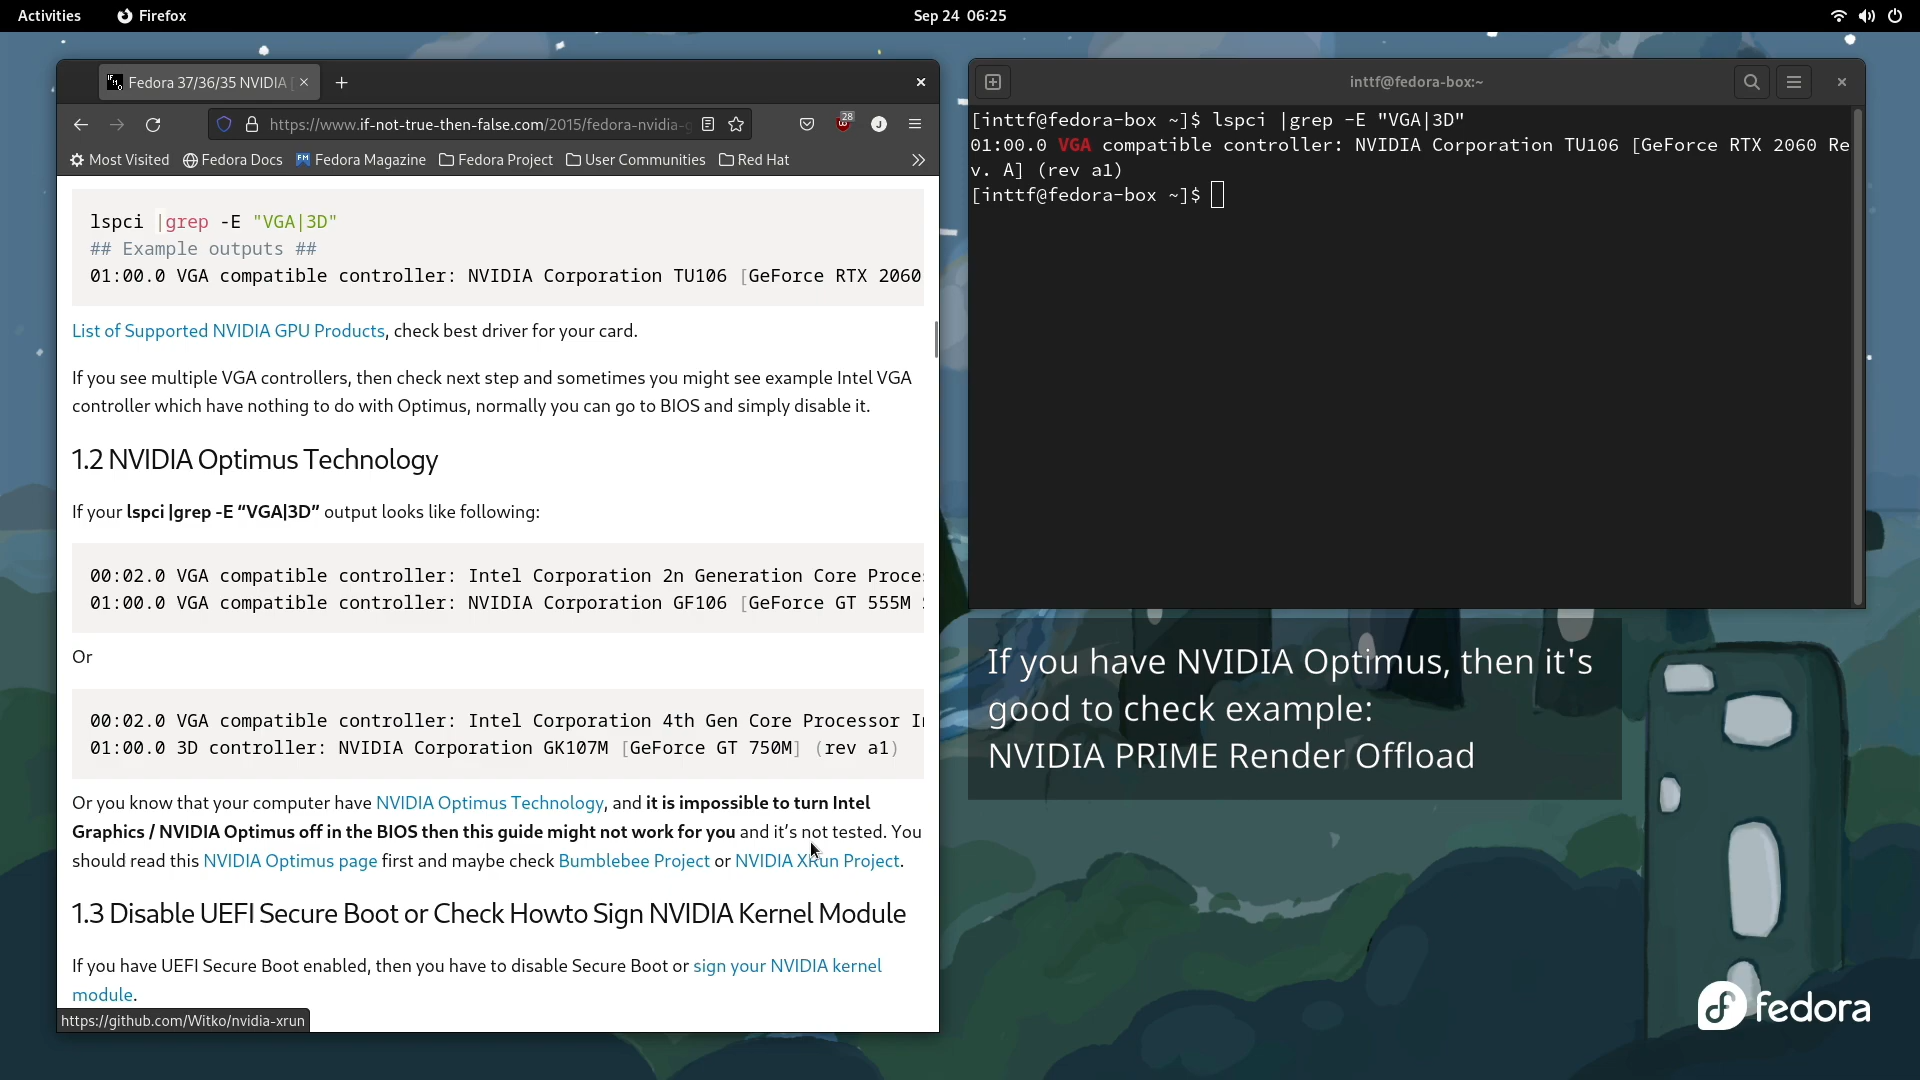 Activities
Firefox
Sep 24 06:25
Fedora 37/36/35 NVIDIA [
https://www.if-not-true-then-false.com/2015/fedora-nvidia-g
28
J
Most Visited
Fedora Docs
Fedora Magazine
Fedora Project
User Communities
Red Hat
lspci |grep -E "VGA|3D"
## Example outputs ##
01:00.0 VGA compatible controller: NVIDIA Corporation TU106 [GeForce RTX 2060
List of Supported NVIDIA GPU Products, check best driver for your card.
If you see multiple VGA controllers, then check next step and sometimes you might see example Intel VGA
controller which have nothing to do with Optimus, normally you can go to BIOS and simply disable it.
1.2 NVIDIA Optimus Technology
If your lspci |grep -E “VGA|3D” output looks like following:
00:02.0 VGA compatible controller: Intel Corporation 2n Generation Core Proces
01:00.0 VGA compatible controller: NVIDIA Corporation GF106 [GeForce GT 555M S
Or
00:02.0 VGA compatible controller: Intel Corporation 4th Gen Core Processor In
01:00.0 3D controller: NVIDIA Corporation GK107M [GeForce GT 750M] (rev a1)
Or you know that your computer have NVIDIA Optimus Technology, and it is impossible to turn Intel
Graphics / NVIDIA Optimus off in the BIOS then this guide might not work for you and it’s not tested. You
should read this NVIDIA Optimus page first and maybe check Bumblebee Project or NVIDIA XRun Project.
1.3 Disable UEFI Secure Boot or Check Howto Sign NVIDIA Kernel Module
If you have UEFI Secure Boot enabled, then you have to disable Secure Boot or sign your NVIDIA kernel
module.
https://github.com/Witko/nvidia-xrun
inttf@fedora-box:~
[inttf@fedora-box ~]$ lspci |grep -E "VGA|3D"
01:00.0 VGA compatible controller: NVIDIA Corporation TU106 [GeForce RTX 2060 Re
v. A] (rev a1)
[inttf@fedora-box ~]$
If you have NVIDIA Optimus, then it's
good to check example:
NVIDIA PRIME Render Offload
fedora